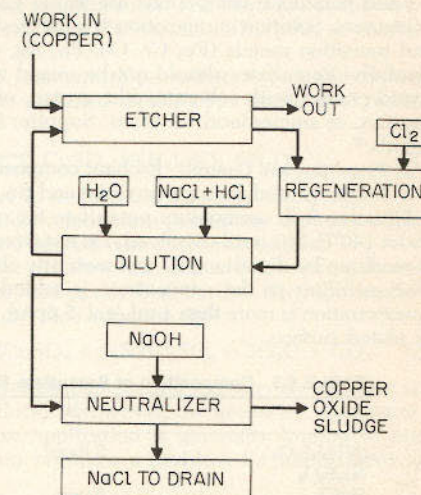 WORK IN
(COPPER)
WORK
OUT
ETCHER
Cl2
H2O
NaCl+HCl
REGENERATION
DILUTION
NaOH
NEUTRALIZER
COPPER
OXIDE
SLUDGE
NaCl TO DRAIN